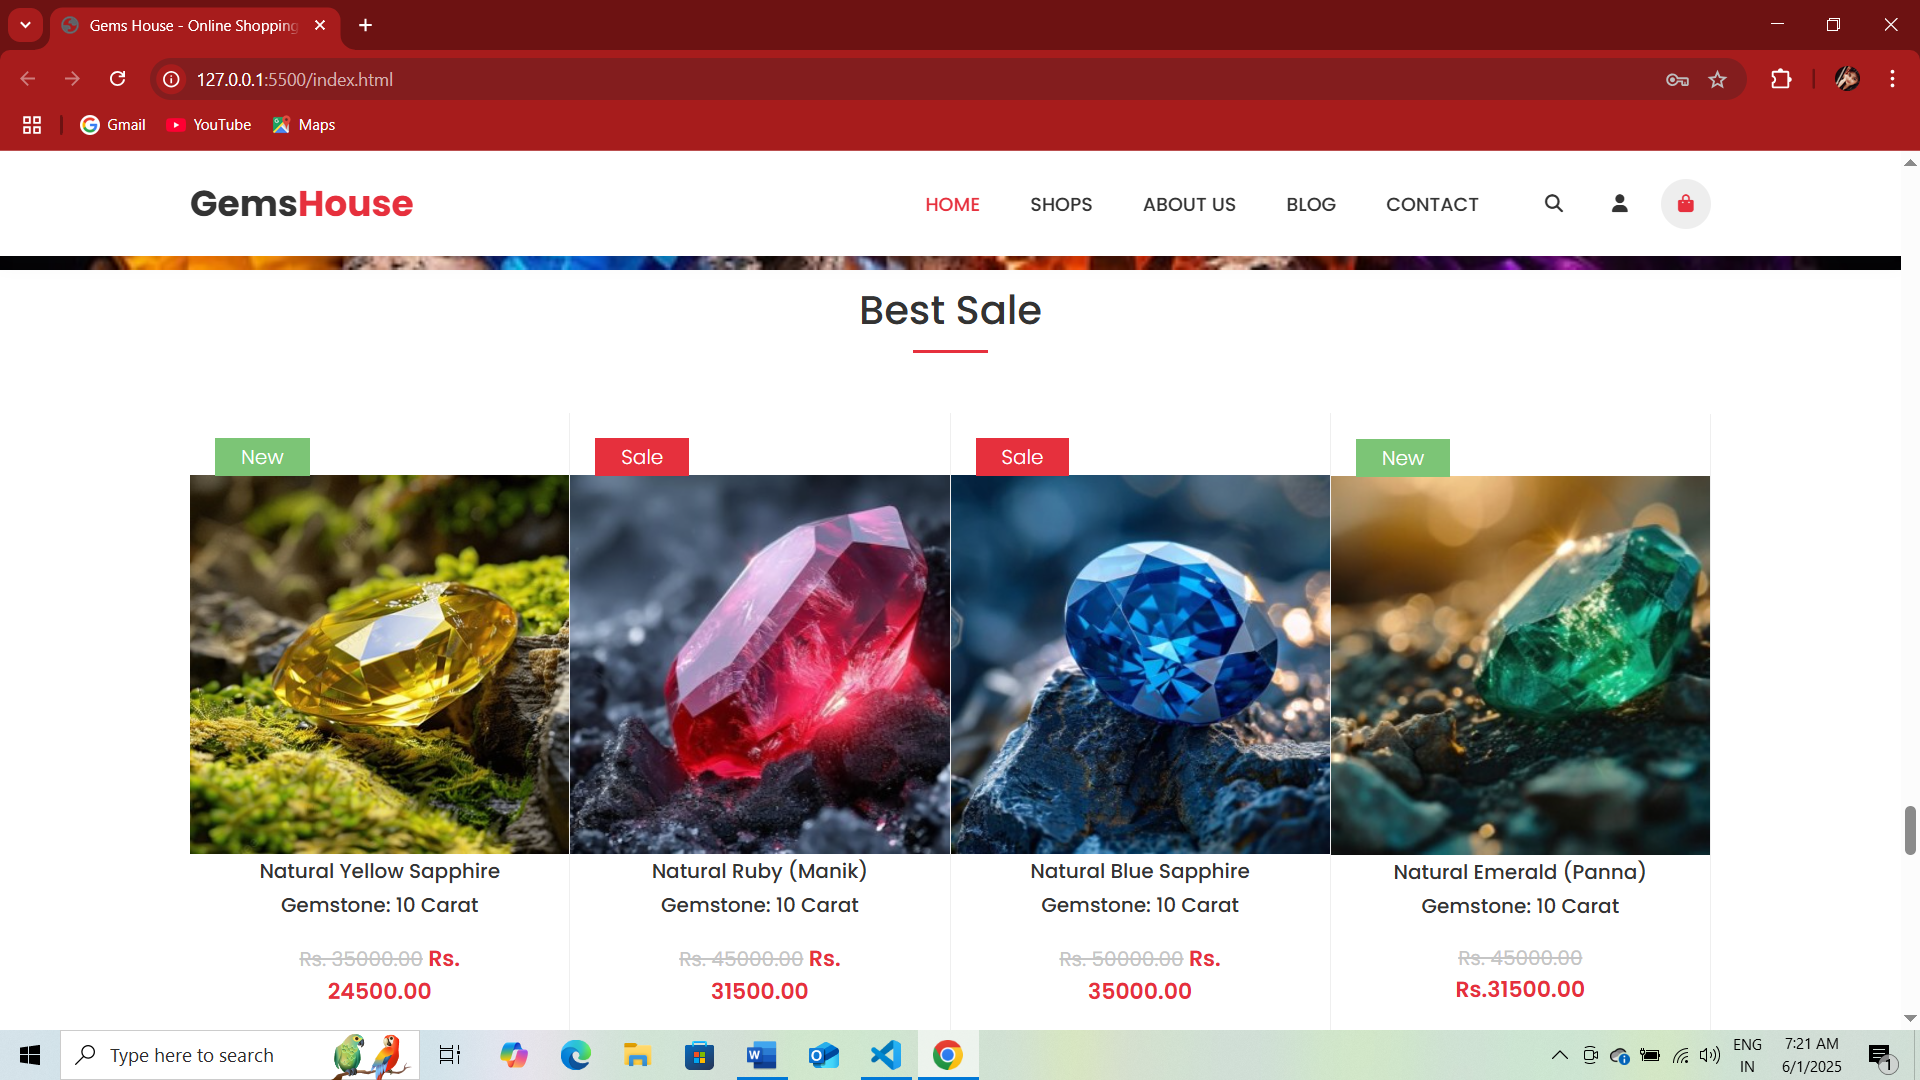 Gems House - Online Shopping
127.0.0.1:5500/index.html
Gmail YouTube Maps
GemsHouse HOME SHOPS ABOUT US BLOG CONTACT
Best Sale
New Sale Sale New
Natural Yellow Sapphire
Gemstone: 10 Carat
Rs. 35000.00 Rs.
24500.00
Natural Ruby (Manik)
Gemstone: 10 Carat
Rs. 45000.00 Rs.
31500.00
Natural Blue Sapphire
Gemstone: 10 Carat
Rs. 50000.00 Rs.
35000.00
Natural Emerald (Panna)
Gemstone: 10 Carat
Rs. 45000.00
Rs.31500.00
Type here to search
ENG
IN
7:21 AM
6/1/2025
1